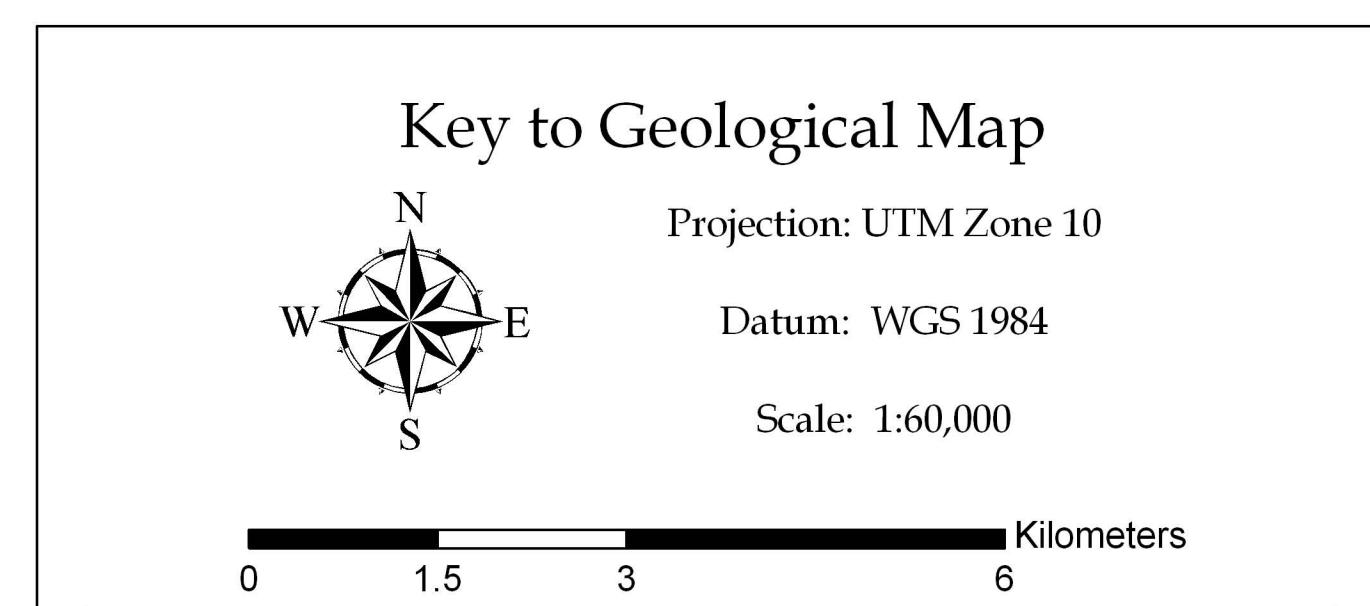 Key to Geological Map
N
W E
S
Projection: UTM Zone 10
Datum: WGS 1984
Scale: 1:60,000
Kilometers
0 1.5 3 6